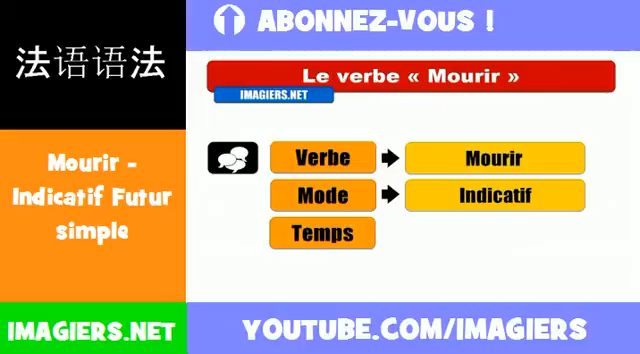 法语语法
Mourir -
Indicatif Futur
simple
IMAGIERS.NET
ABONNEZ-VOUS !
Le verbe « Mourir »
IMAGIERS.NET
Verbe
Mourir
Mode
Indicatif
Temps
YOUTUBE.COM/IMAGIERS